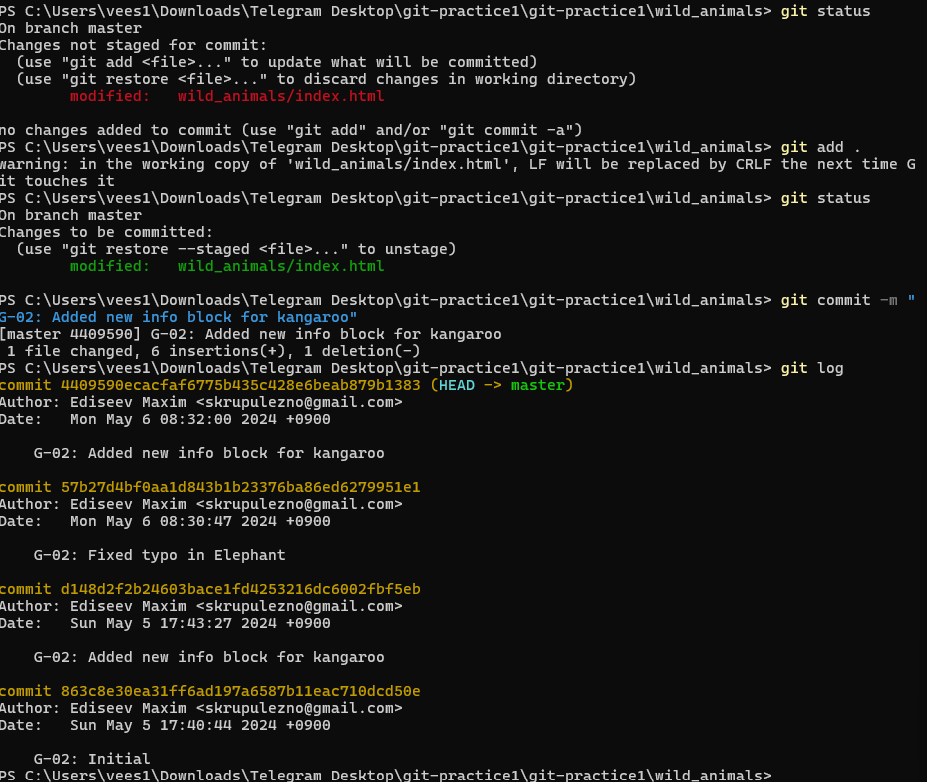 PS C:\Users\vees1\Downloads\Telegram Desktop\git-practice1\git-practice1\wild_animals> git status
On branch master
Changes not staged for commit:
  (use "git add <file>..." to update what will be committed)
  (use "git restore <file>..." to discard changes in working directory)
        modified:   wild_animals/index.html

no changes added to commit (use "git add" and/or "git commit -a")
PS C:\Users\vees1\Downloads\Telegram Desktop\git-practice1\git-practice1\wild_animals> git add .
warning: in the working copy of 'wild_animals/index.html', LF will be replaced by CRLF the next time G
it touches it
PS C:\Users\vees1\Downloads\Telegram Desktop\git-practice1\git-practice1\wild_animals> git status
On branch master
Changes to be committed:
  (use "git restore --staged <file>..." to unstage)
        modified:   wild_animals/index.html

PS C:\Users\vees1\Downloads\Telegram Desktop\git-practice1\git-practice1\wild_animals> git commit -m "
G-02: Added new info block for kangaroo"
[master 4409590] G-02: Added new info block for kangaroo
 1 file changed, 6 insertions(+), 1 deletion(-)
PS C:\Users\vees1\Downloads\Telegram Desktop\git-practice1\git-practice1\wild_animals> git log
commit 4409590ecacfaf6775b435c428e6beab879b1383 (HEAD -> master)
Author: Ediseev Maxim <skrupulezno@gmail.com>
Date:   Mon May 6 08:32:00 2024 +0900

    G-02: Added new info block for kangaroo

commit 57b27d4bf0aa1d843b1b23376ba86ed6279951e1
Author: Ediseev Maxim <skrupulezno@gmail.com>
Date:   Mon May 6 08:30:47 2024 +0900

    G-02: Fixed typo in Elephant

commit d148d2f2b24603bace1fd4253216dc6002fbf5eb
Author: Ediseev Maxim <skrupulezno@gmail.com>
Date:   Sun May 5 17:43:27 2024 +0900

    G-02: Added new info block for kangaroo

commit 863c8e30ea31ff6ad197a6587b11eac710dcd50e
Author: Ediseev Maxim <skrupulezno@gmail.com>
Date:   Sun May 5 17:40:44 2024 +0900

    G-02: Initial
PS C:\Users\vees1\Downloads\Telegram Desktop\git-practice1\git-practice1\wild_animals>